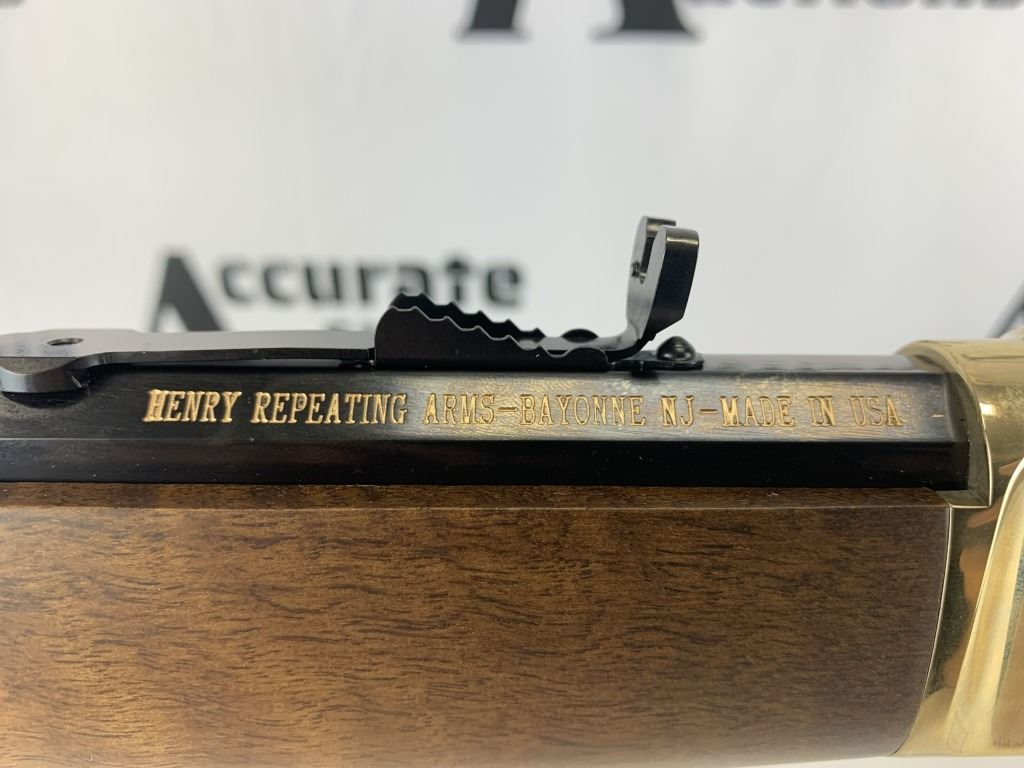 Accurate
HENRY REPEATING ARMS-BAYONNE NJ-MADE IN USA